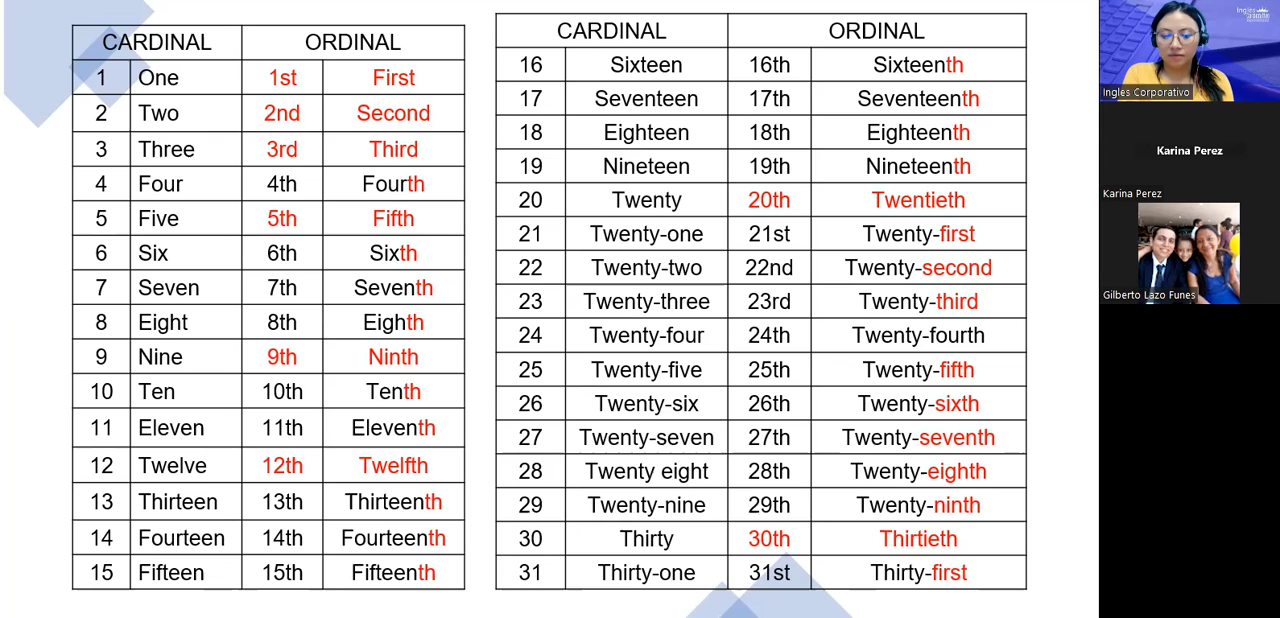 CARDINAL ORDINAL
1 One 1st First
2 Two 2nd Second
3 Three 3rd Third
4 Four 4th Fourth
5 Five 5th Fifth
6 Six 6th Sixth
7 Seven 7th Seventh
8 Eight 8th Eighth
9 Nine 9th Ninth
10 Ten 10th Tenth
11 Eleven 11th Eleventh
12 Twelve 12th Twelfth
13 Thirteen 13th Thirteenth
14 Fourteen 14th Fourteenth
15 Fifteen 15th Fifteenth
CARDINAL ORDINAL
16 Sixteen 16th Sixteenth
17 Seventeen 17th Seventeenth
18 Eighteen 18th Eighteenth
19 Nineteen 19th Nineteenth
20 Twenty 20th Twentieth
21 Twenty-one 21st Twenty-first
22 Twenty-two 22nd Twenty-second
23 Twenty-three 23rd Twenty-third
24 Twenty-four 24th Twenty-fourth
25 Twenty-five 25th Twenty-fifth
26 Twenty-six 26th Twenty-sixth
27 Twenty-seven 27th Twenty-seventh
28 Twenty eight 28th Twenty-eighth
29 Twenty-nine 29th Twenty-ninth
30 Thirty 30th Thirtieth
31 Thirty-one 31st Thirty-first
Ingles
Ingles Corporativo
Karina Perez
Karina Perez
Gilberto Lazo Funes